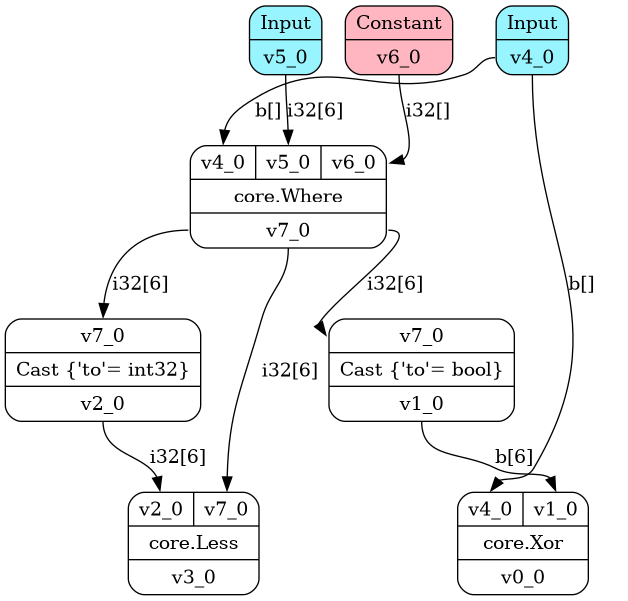 Input
v5_0
Constant
v6_0
Input
v4_0
b[]
i32[6]
i32[]
v4_0 v5_0 v6_0
core.Where
v7_0
i32[6]
i32[6]
b[]
v7_0
Cast {'to'= int32}
v2_0
i32[6]
v7_0
Cast {'to'= bool}
v1_0
i32[6]
b[6]
v2_0 v7_0
core.Less
v3_0
v4_0 v1_0
core.Xor
v0_0